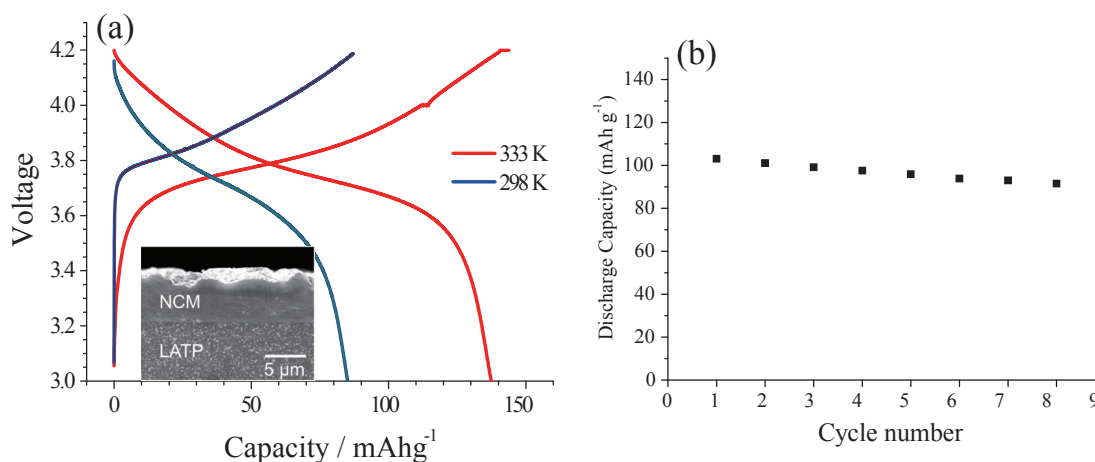 (a)
4.2
4.0
3.8
3.6
3.4
3.2
3.0
Voltage
333 K
298 K
NCM
LATP
5 μm
0
50
100
150
Capacity / mAhg-1
(b)
140
120
100
80
60
40
20
0
Discharge Capacity (mAh g-1)
0 1 2 3 4 5 6 7 8 9
Cycle number